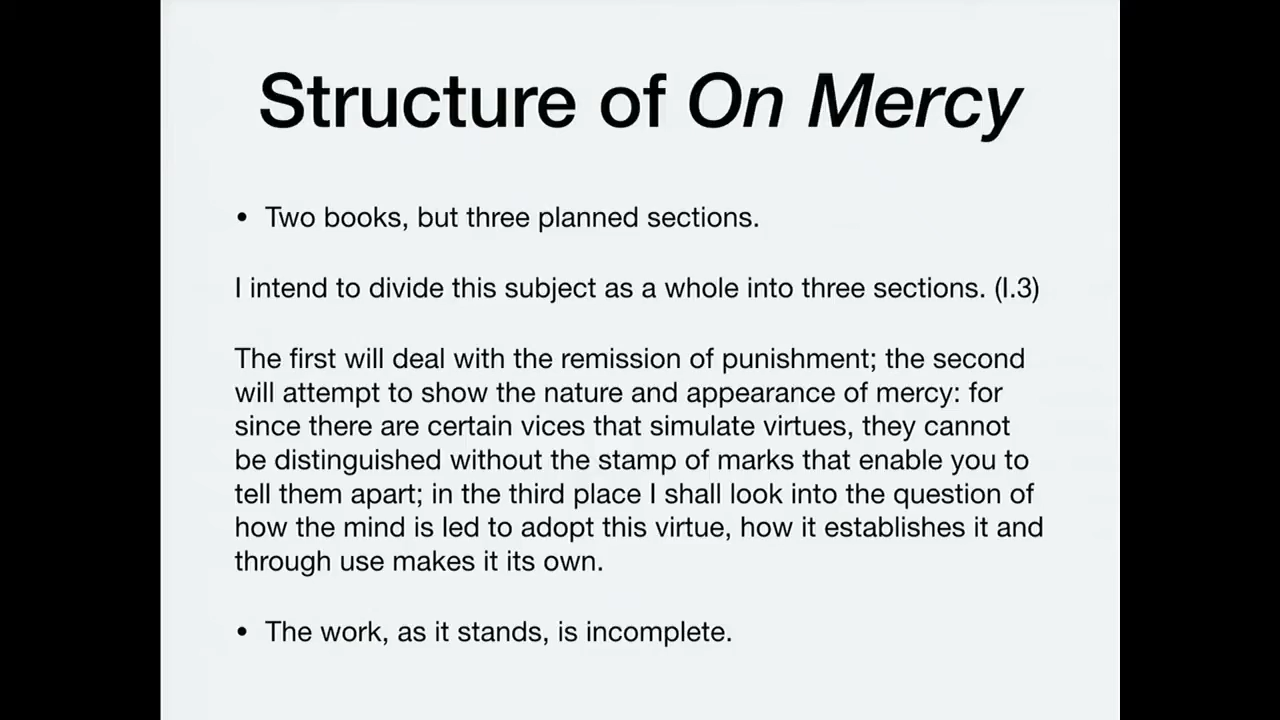 Structure of On Mercy
• Two books, but three planned sections.
I intend to divide this subject as a whole into three sections. (I.3)
The first will deal with the remission of punishment; the second
will attempt to show the nature and appearance of mercy: for
since there are certain vices that simulate virtues, they cannot
be distinguished without the stamp of marks that enable you to
tell them apart; in the third place I shall look into the question of
how the mind is led to adopt this virtue, how it establishes it and
through use makes it its own.
• The work, as it stands, is incomplete.